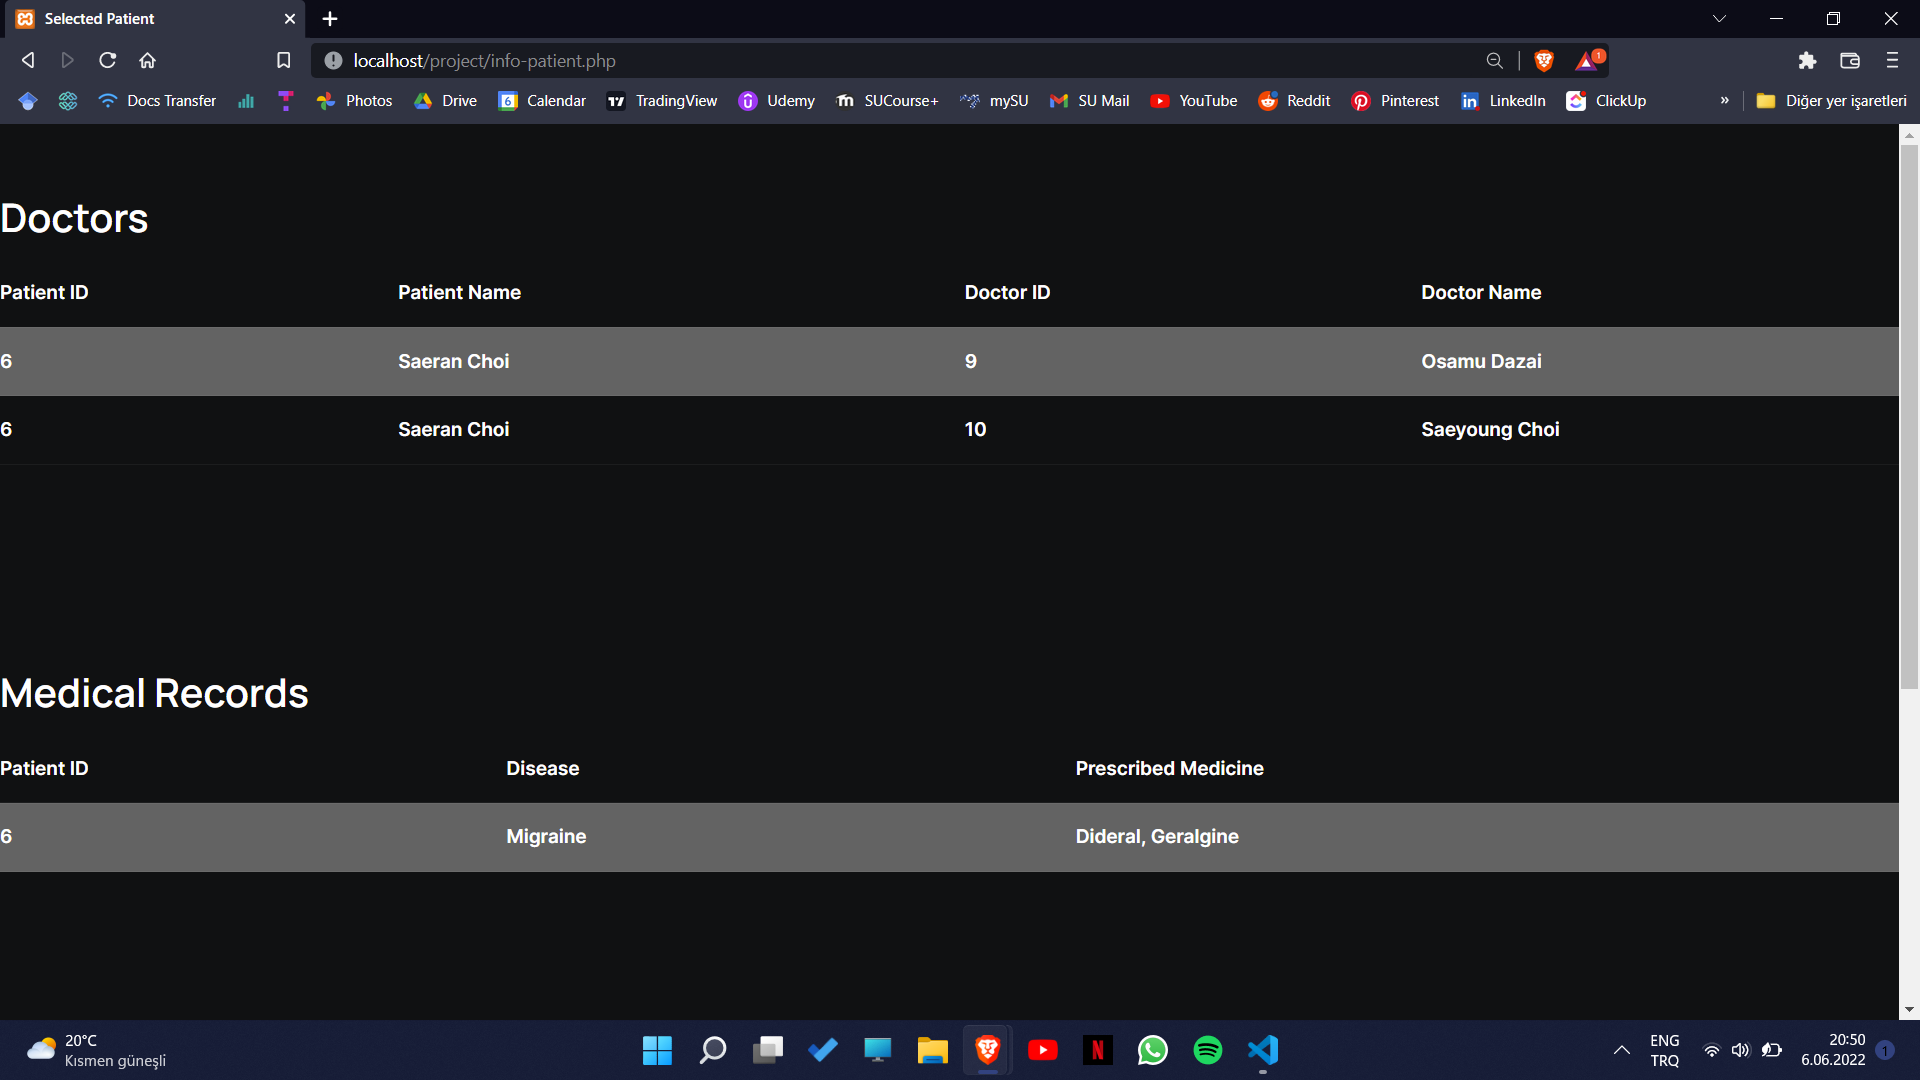 Selected Patient
localhost/project/info-patient.php
1
Docs Transfer Photos Drive 6 Calendar TradingView Udemy SUCourse+ mySU SU Mail YouTube Reddit Pinterest LinkedIn ClickUp » Diğer yer işaretleri
Doctors
Patient ID Patient Name Doctor ID Doctor Name
6 Saeran Choi 9 Osamu Dazai
6 Saeran Choi 10 Saeyoung Choi
Medical Records
Patient ID Disease Prescribed Medicine
6 Migraine Dideral, Geralgine
20°C
Kısmen güneşli
ENG
TRQ
20:50
6.06.2022
1